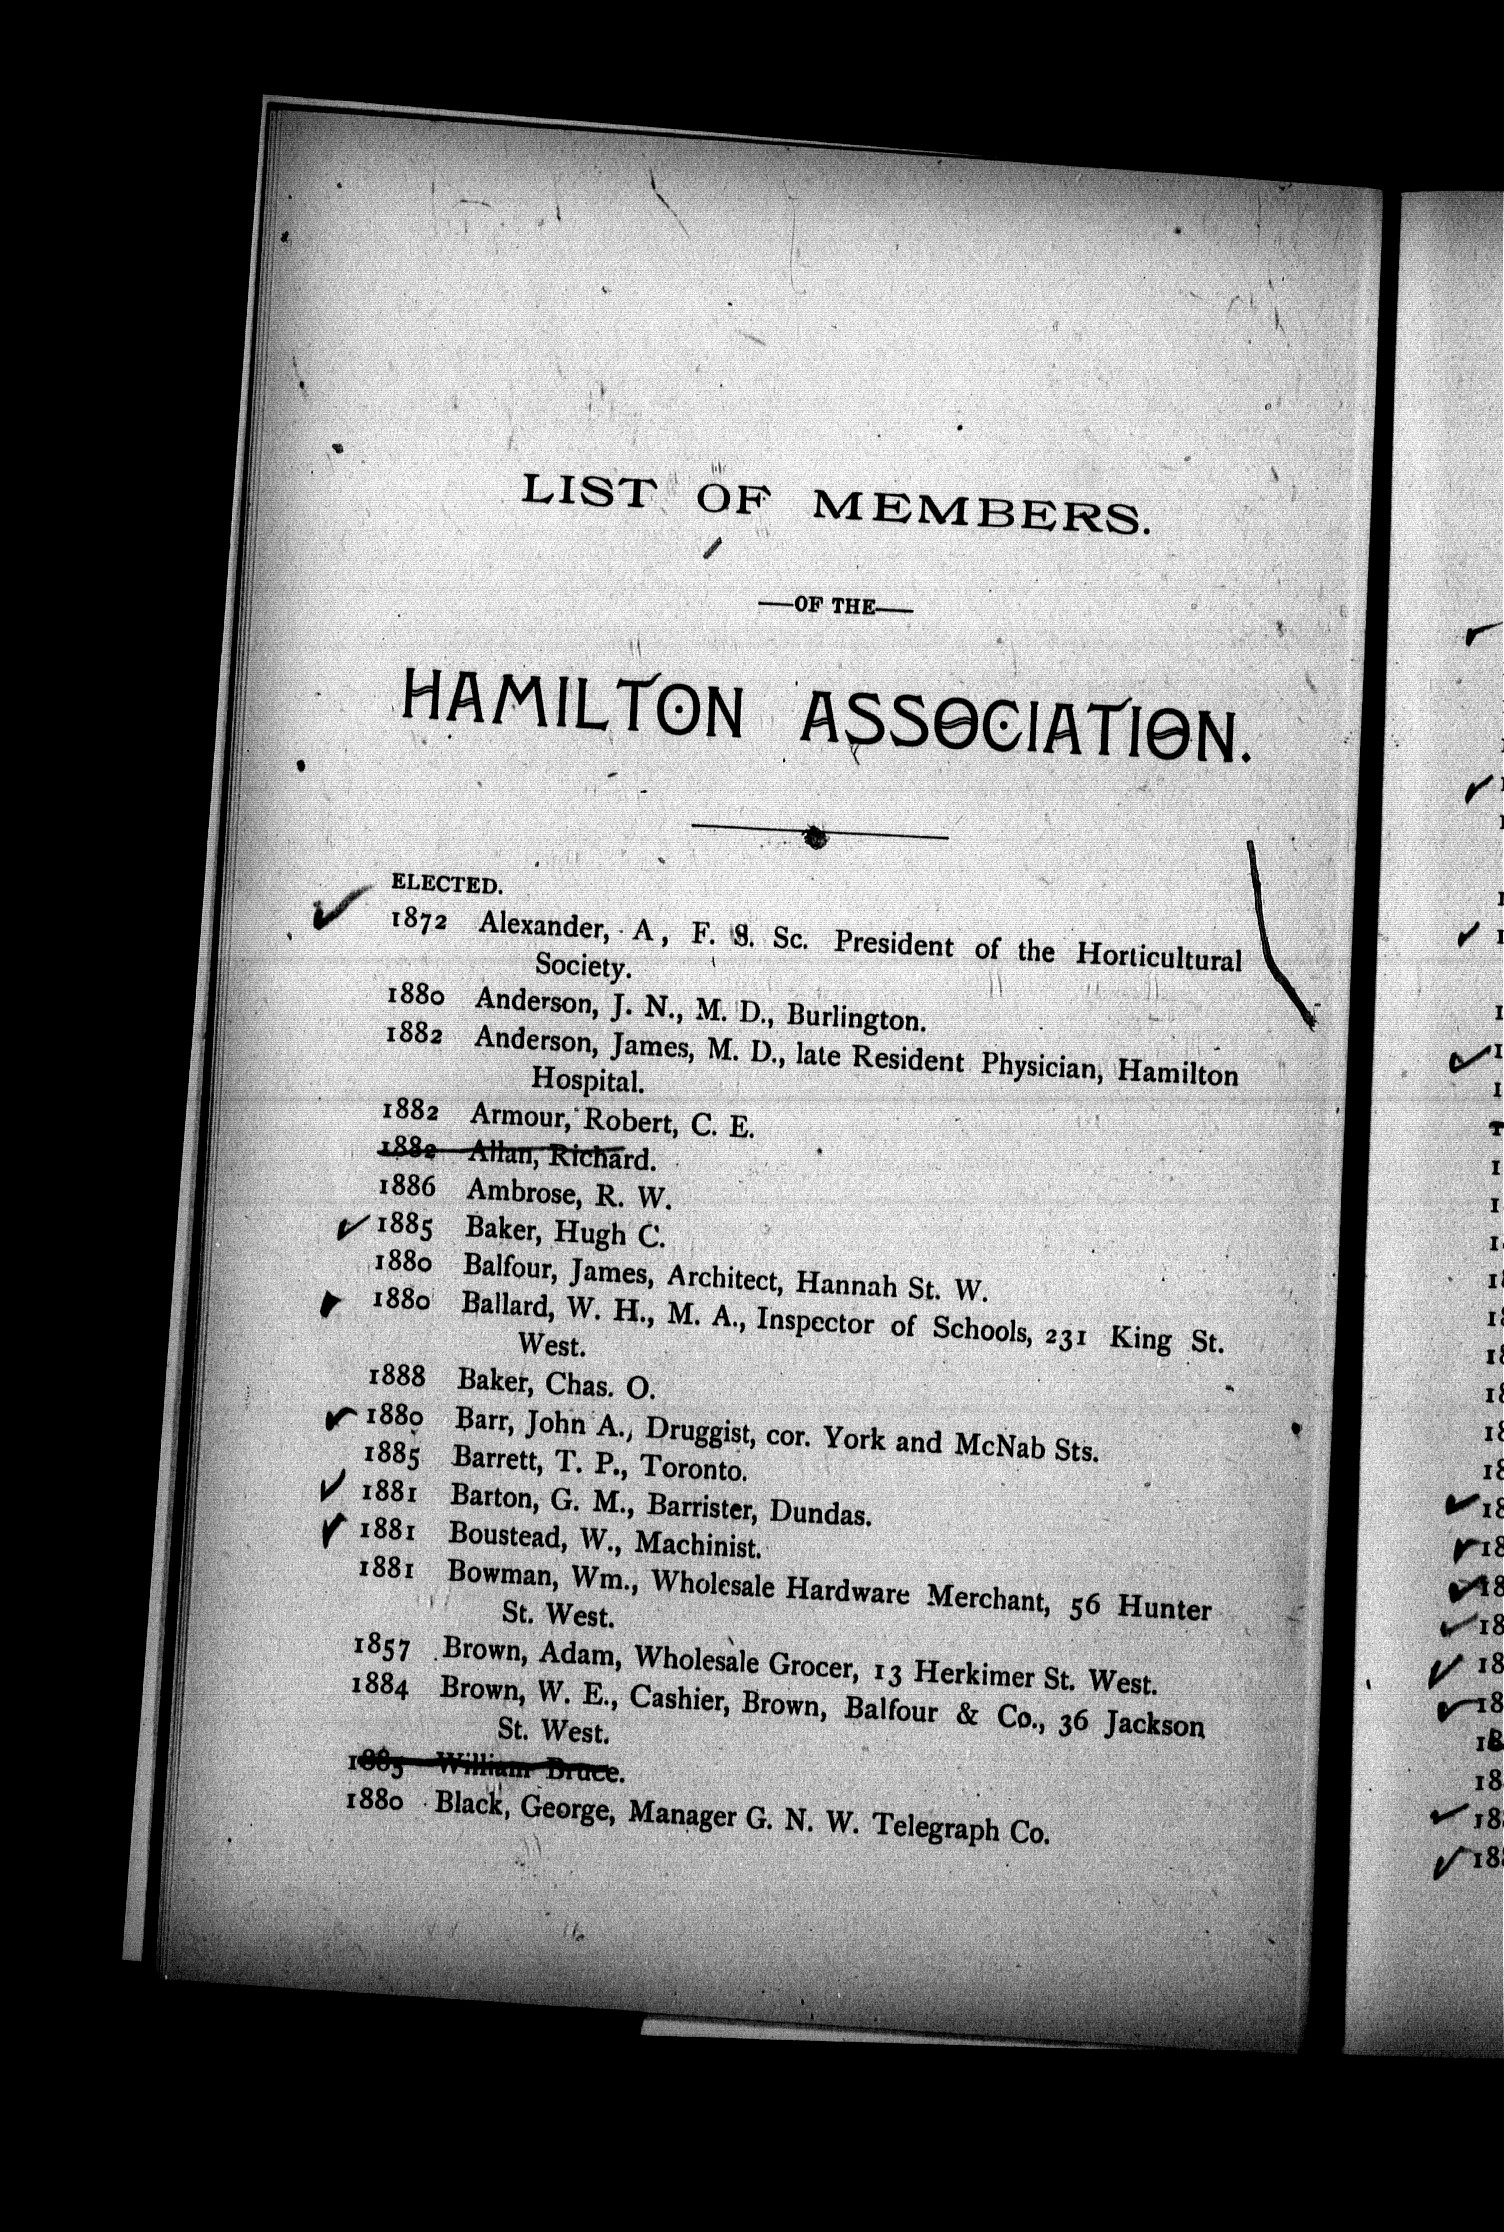 LIST OF MEMBERS.
—OF THE—
HAMILTON ASSOCIATION.
ELECTED.
1872 Alexander, A, F. S. Sc. President of the Horticultural
Society.
1880 Anderson, J. N., M. D., Burlington.
1882 Anderson, James, M. D., late Resident Physician, Hamilton
Hospital.
1882 Armour, Robert, C. E.
1882 Allan, Richard.
1886 Ambrose, R. W.
1885 Baker, Hugh C.
1880 Balfour, James, Architect, Hannah St. W.
1880 Ballard, W. H., M. A., Inspector of Schools, 231 King St.
West.
1888 Baker, Chas. O.
1880 Barr, John A., Druggist, cor. York and McNab Sts.
1885 Barrett, T. P., Toronto.
1881 Barton, G. M., Barrister, Dundas.
1881 Boustead, W., Machinist.
1881 Bowman, Wm., Wholesale Hardware Merchant, 56 Hunter
St. West.
1857 Brown, Adam, Wholesale Grocer, 13 Herkimer St. West.
1884 Brown, W. E., Cashier, Brown, Balfour & Co., 36 Jackson
St. West.
1885 William Bruce.
1880 Black, George, Manager G. N. W. Telegraph Co.